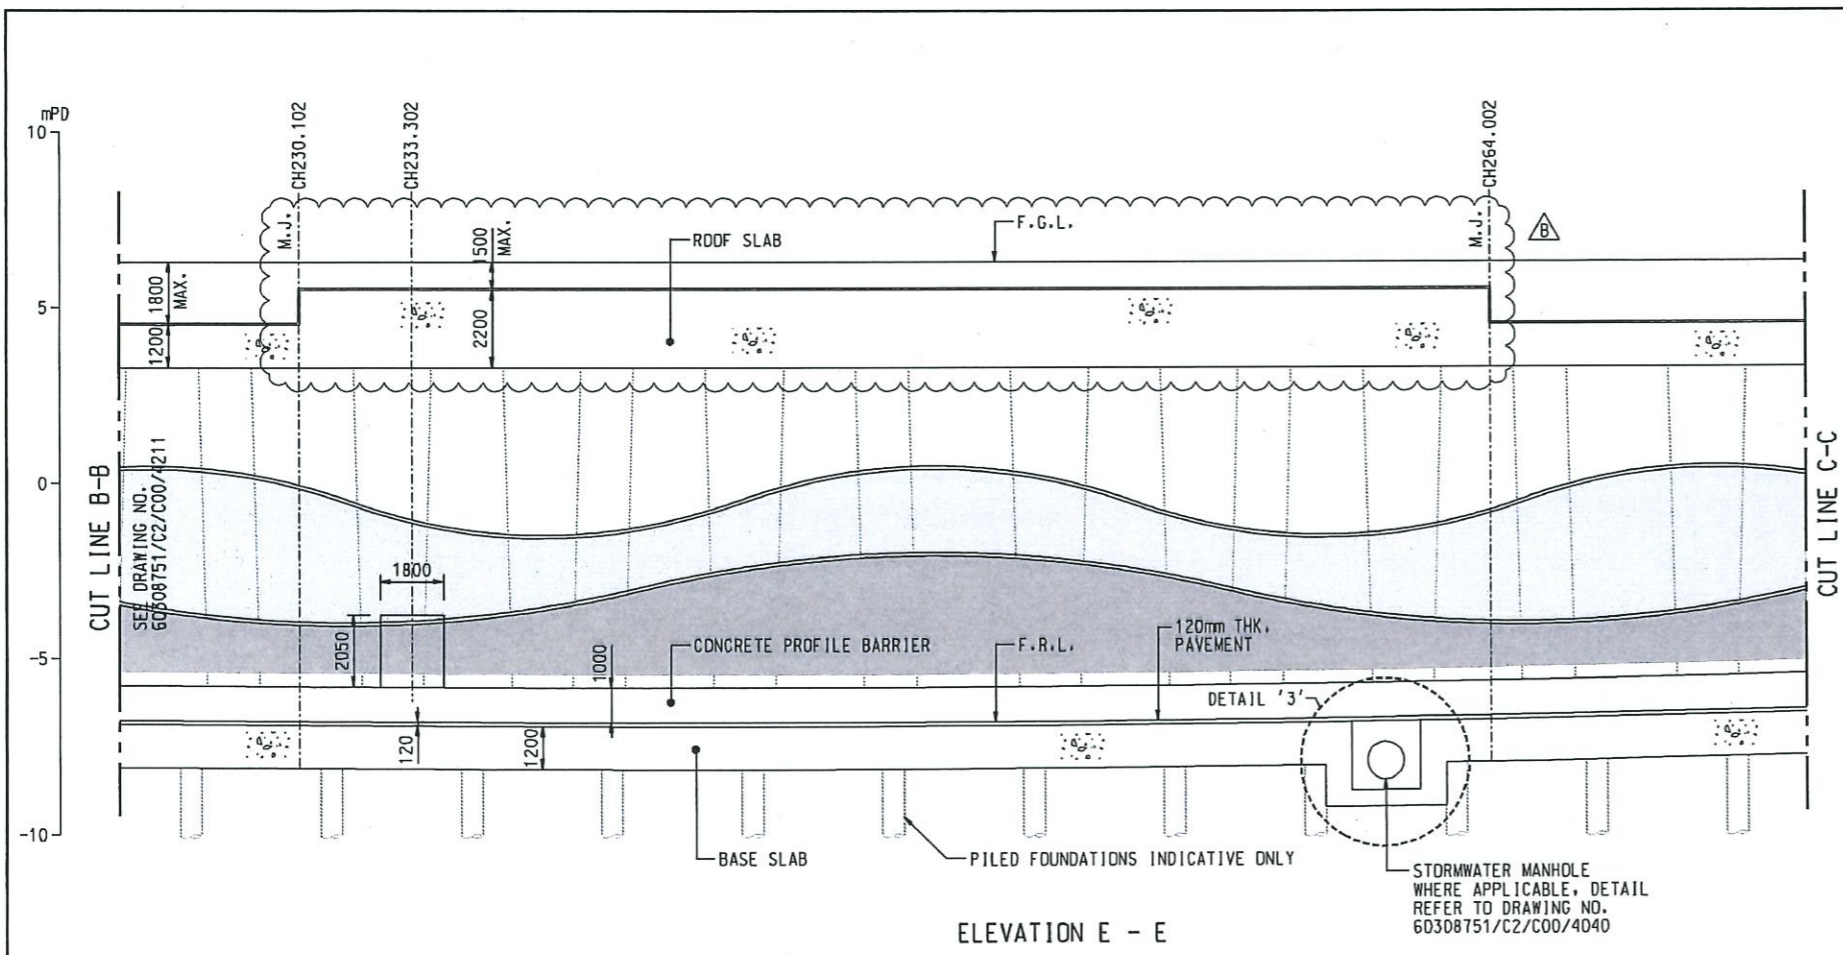 mPD
10
5
0
-5
-10
CH230.102
CH233.302
CH264.002
M.J.
M.J.
B
F.G.L.
ROOF SLAB
1500
MAX.
2200
1800
MAX.
1200
CUT LINE B-B
SEE DRAWING NO.
60308751/C2/C00/4211
CUT LINE C-C
1800
2050
CONCRETE PROFILE BARRIER
1000
F.R.L.
120mm THK.
PAVEMENT
DETAIL '3'
120
1200
BASE SLAB
PILED FOUNDATIONS INDICATIVE ONLY
STORMWATER MANHOLE
WHERE APPLICABLE, DETAIL
REFER TO DRAWING NO.
60308751/C2/C00/4040
ELEVATION E - E